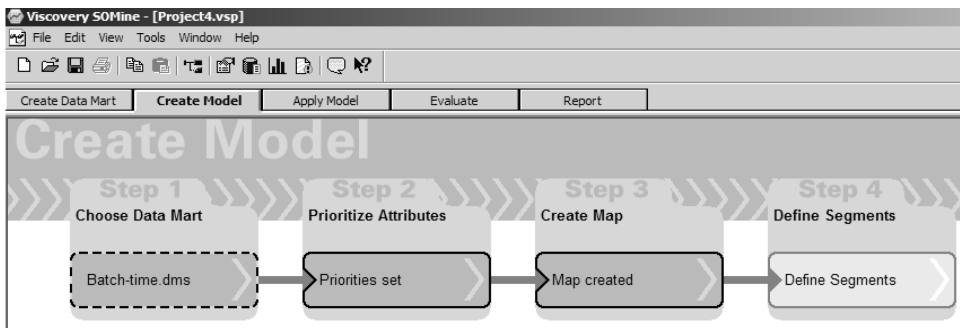 Viscovery SOMine - [Project4.vsp]
File Edit View Tools Window Help
Create Data Mart Create Model Apply Model Evaluate Report
Create Model
Step 1 Step 2 Step 3 Step 4
Choose Data Mart Prioritize Attributes Create Map Define Segments
Batch-time.dms Priorities set Map created Define Segments